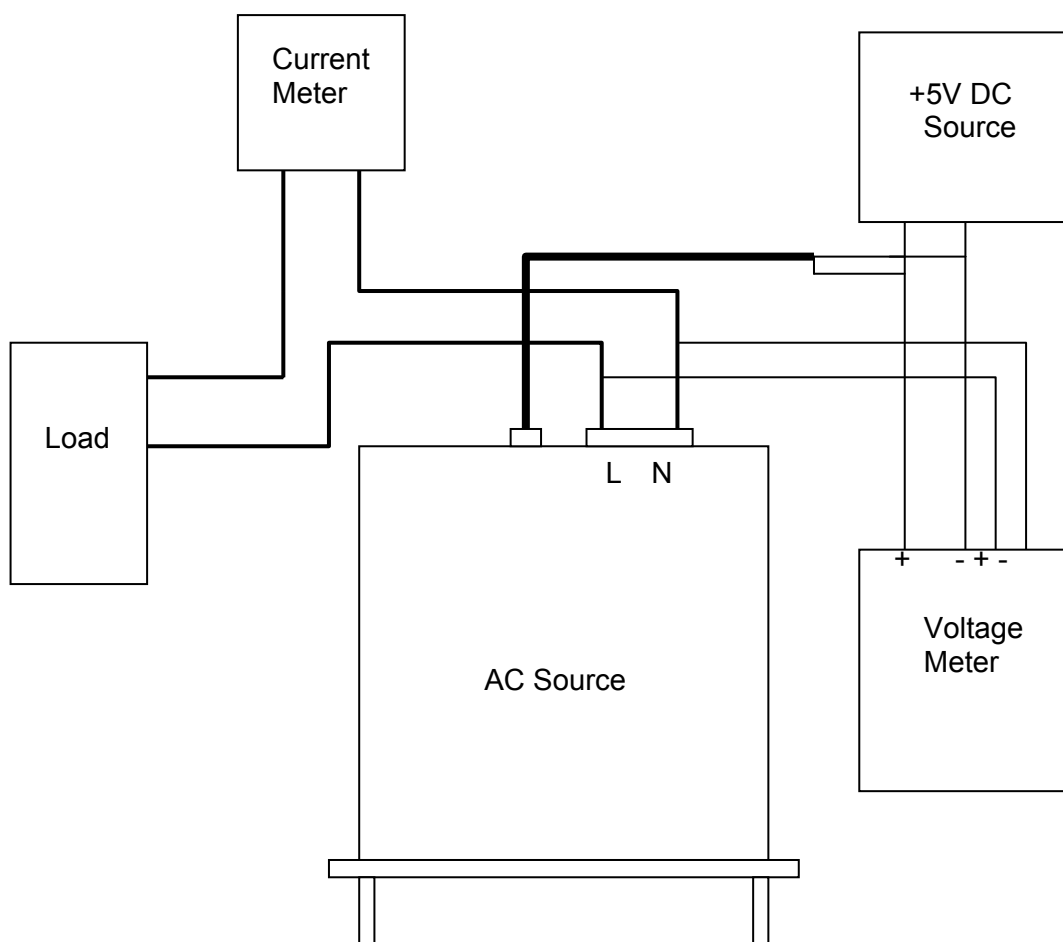 Current
Meter
+5V DC
Source
Load
L N
+ - + -
Voltage
Meter
AC Source